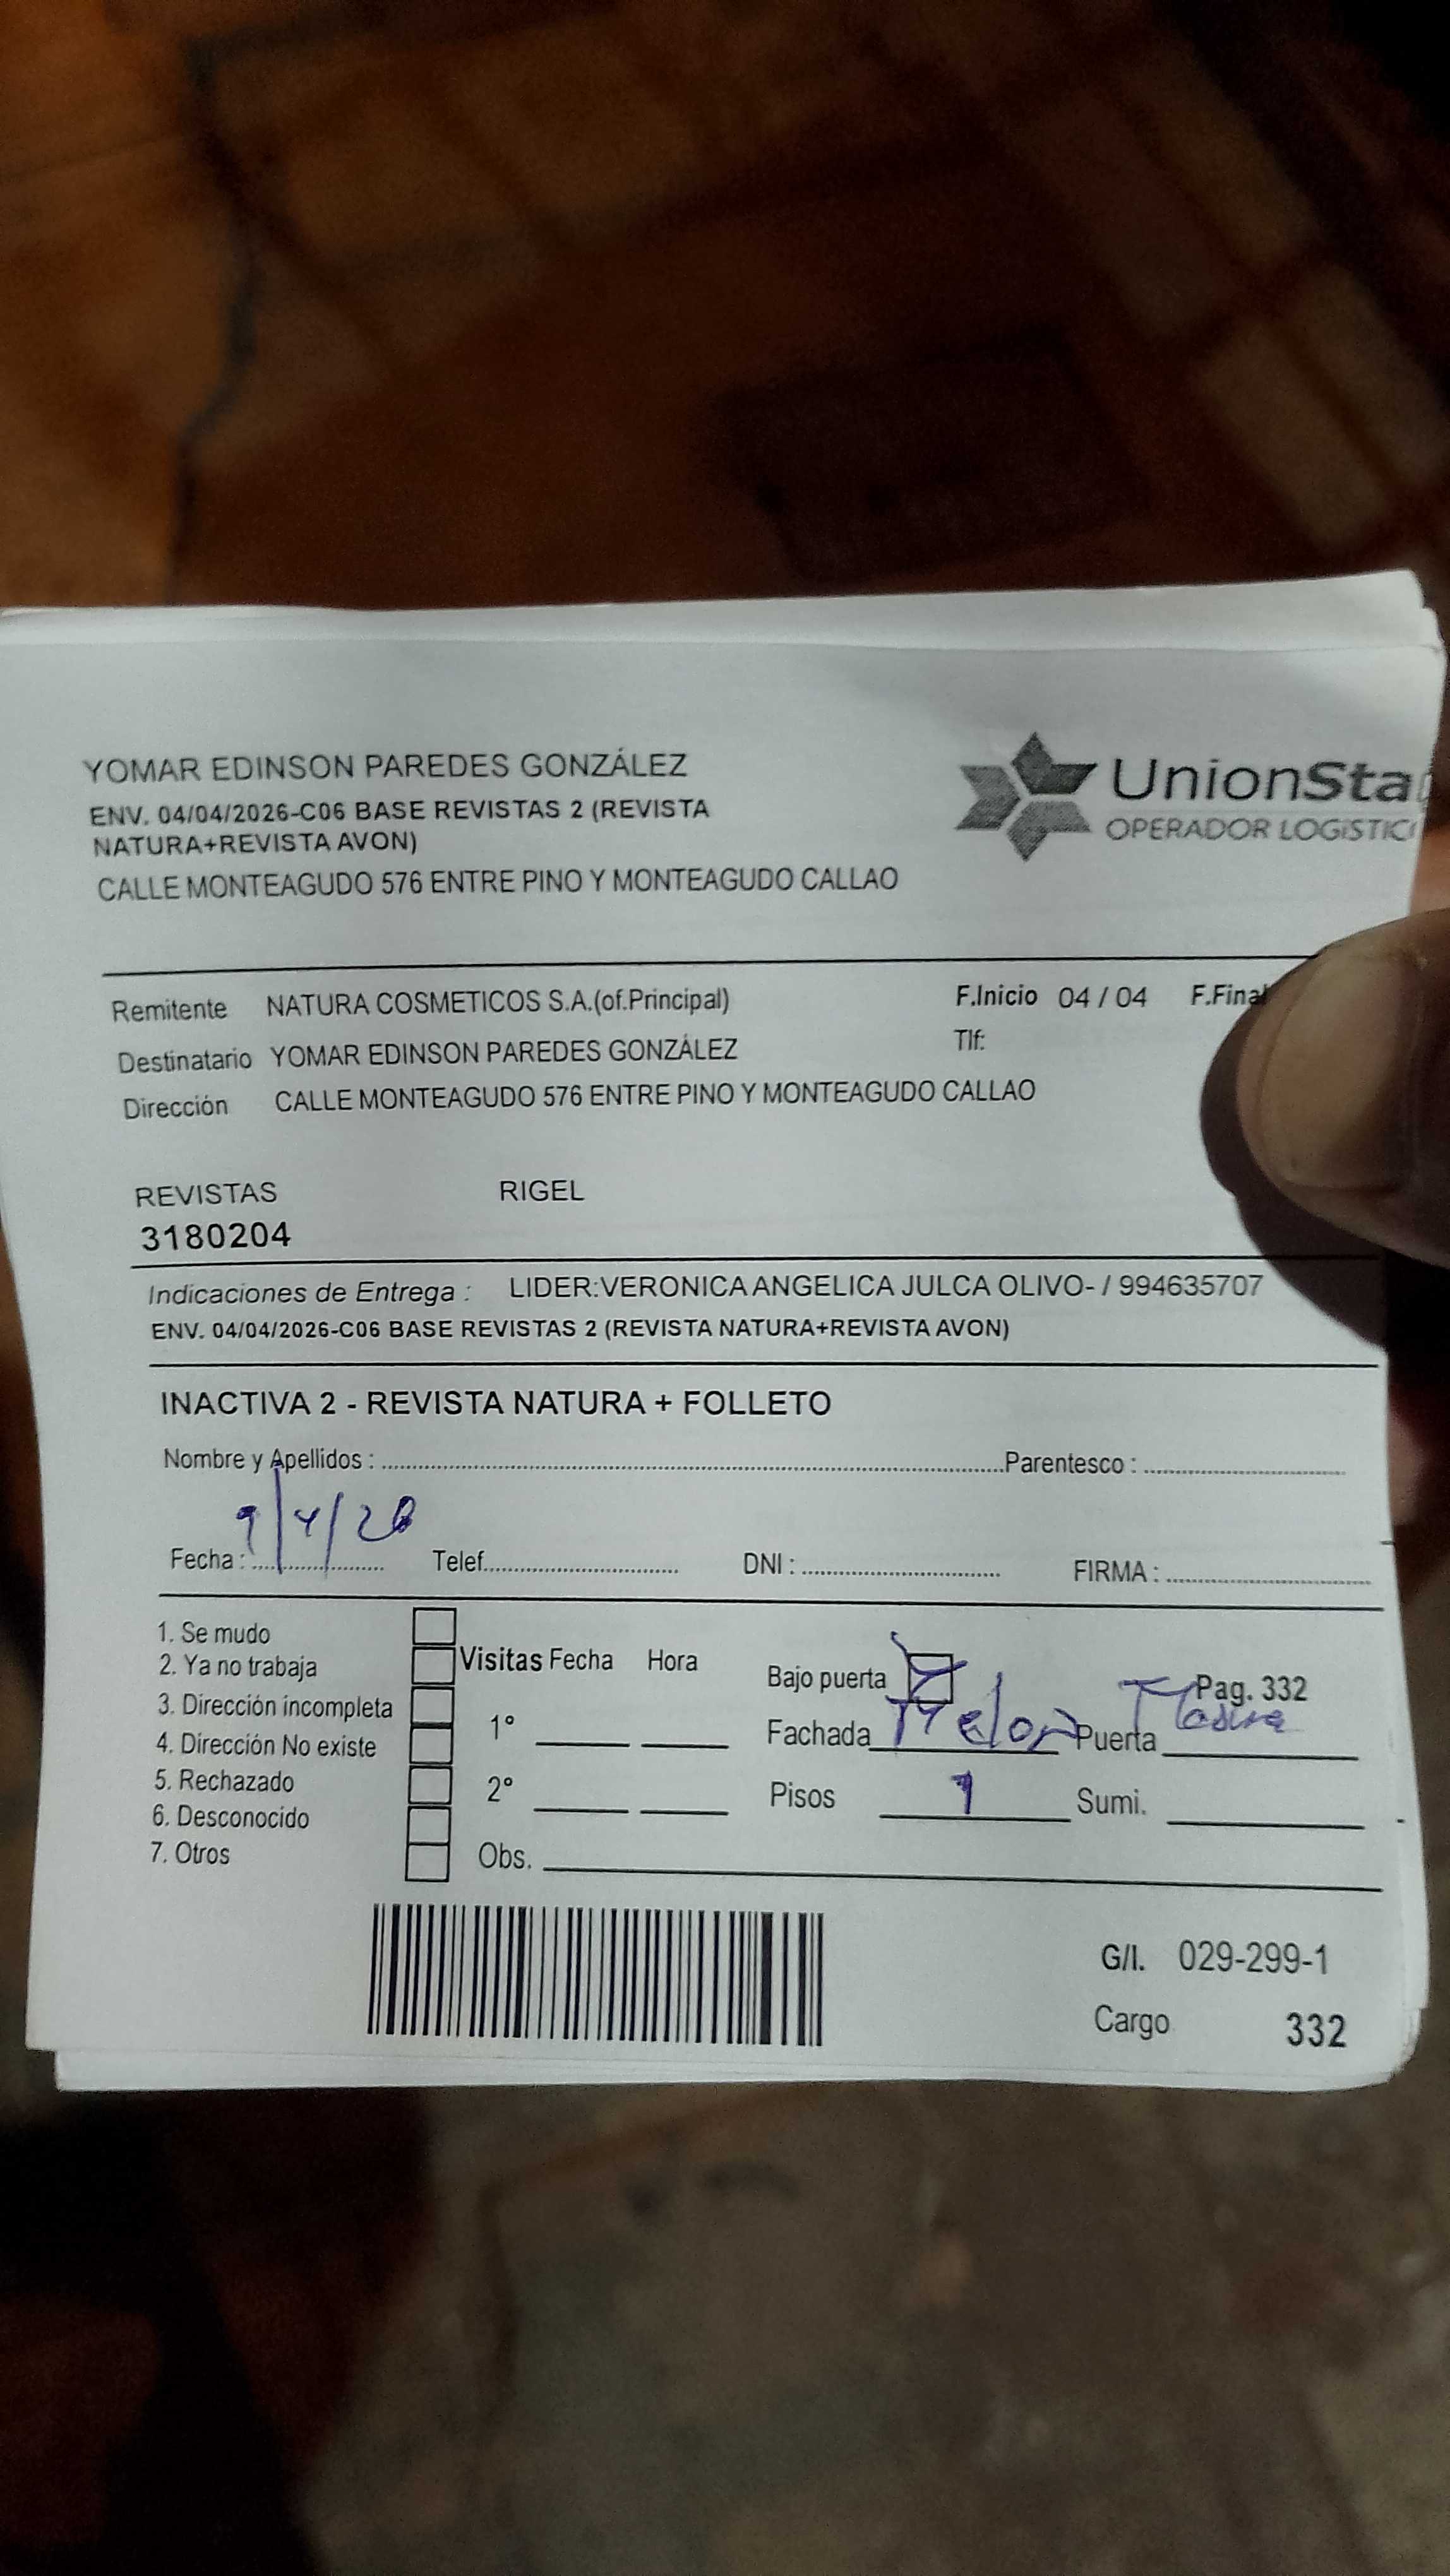 YOMAR EDINSON PAREDES GONZÁLEZ
ENV. 04/04/2026-C06 BASE REVISTAS 2 (REVISTA
NATURA+REVISTA AVON)
CALLE MONTEAGUDO 576 ENTRE PINO Y MONTEAGUDO CALLAO
UnionSta
OPERADOR LOGíSTIC
Remitente NATURA COSMETICOS S.A.(of.Principal) F.Inicio 04 / 04 F.Final
Destinatario YOMAR EDINSON PAREDES GONZÁLEZ Tlf:
Dirección CALLE MONTEAGUDO 576 ENTRE PINO Y MONTEAGUDO CALLAO
REVISTAS RIGEL
3180204
Indicaciones de Entrega : LIDER:VERONICA ANGELICA JULCA OLIVO- / 994635707
ENV. 04/04/2026-C06 BASE REVISTAS 2 (REVISTA NATURA+REVISTA AVON)
INACTIVA 2 - REVISTA NATURA + FOLLETO
Nombre y Apellidos : Parentesco :
Fecha : 9/4/26 Telef. DNI : FIRMA :
1. Se mudo
2. Ya no trabaja
3. Dirección incompleta
4. Dirección No existe
5. Rechazado
6. Desconocido
7. Otros
Visitas Fecha Hora
1°
2°
Obs.
Bajo puerta Pag. 332
Fachada Puerta
Pisos 1 Sumi.
G/I. 029-299-1
Cargo 332